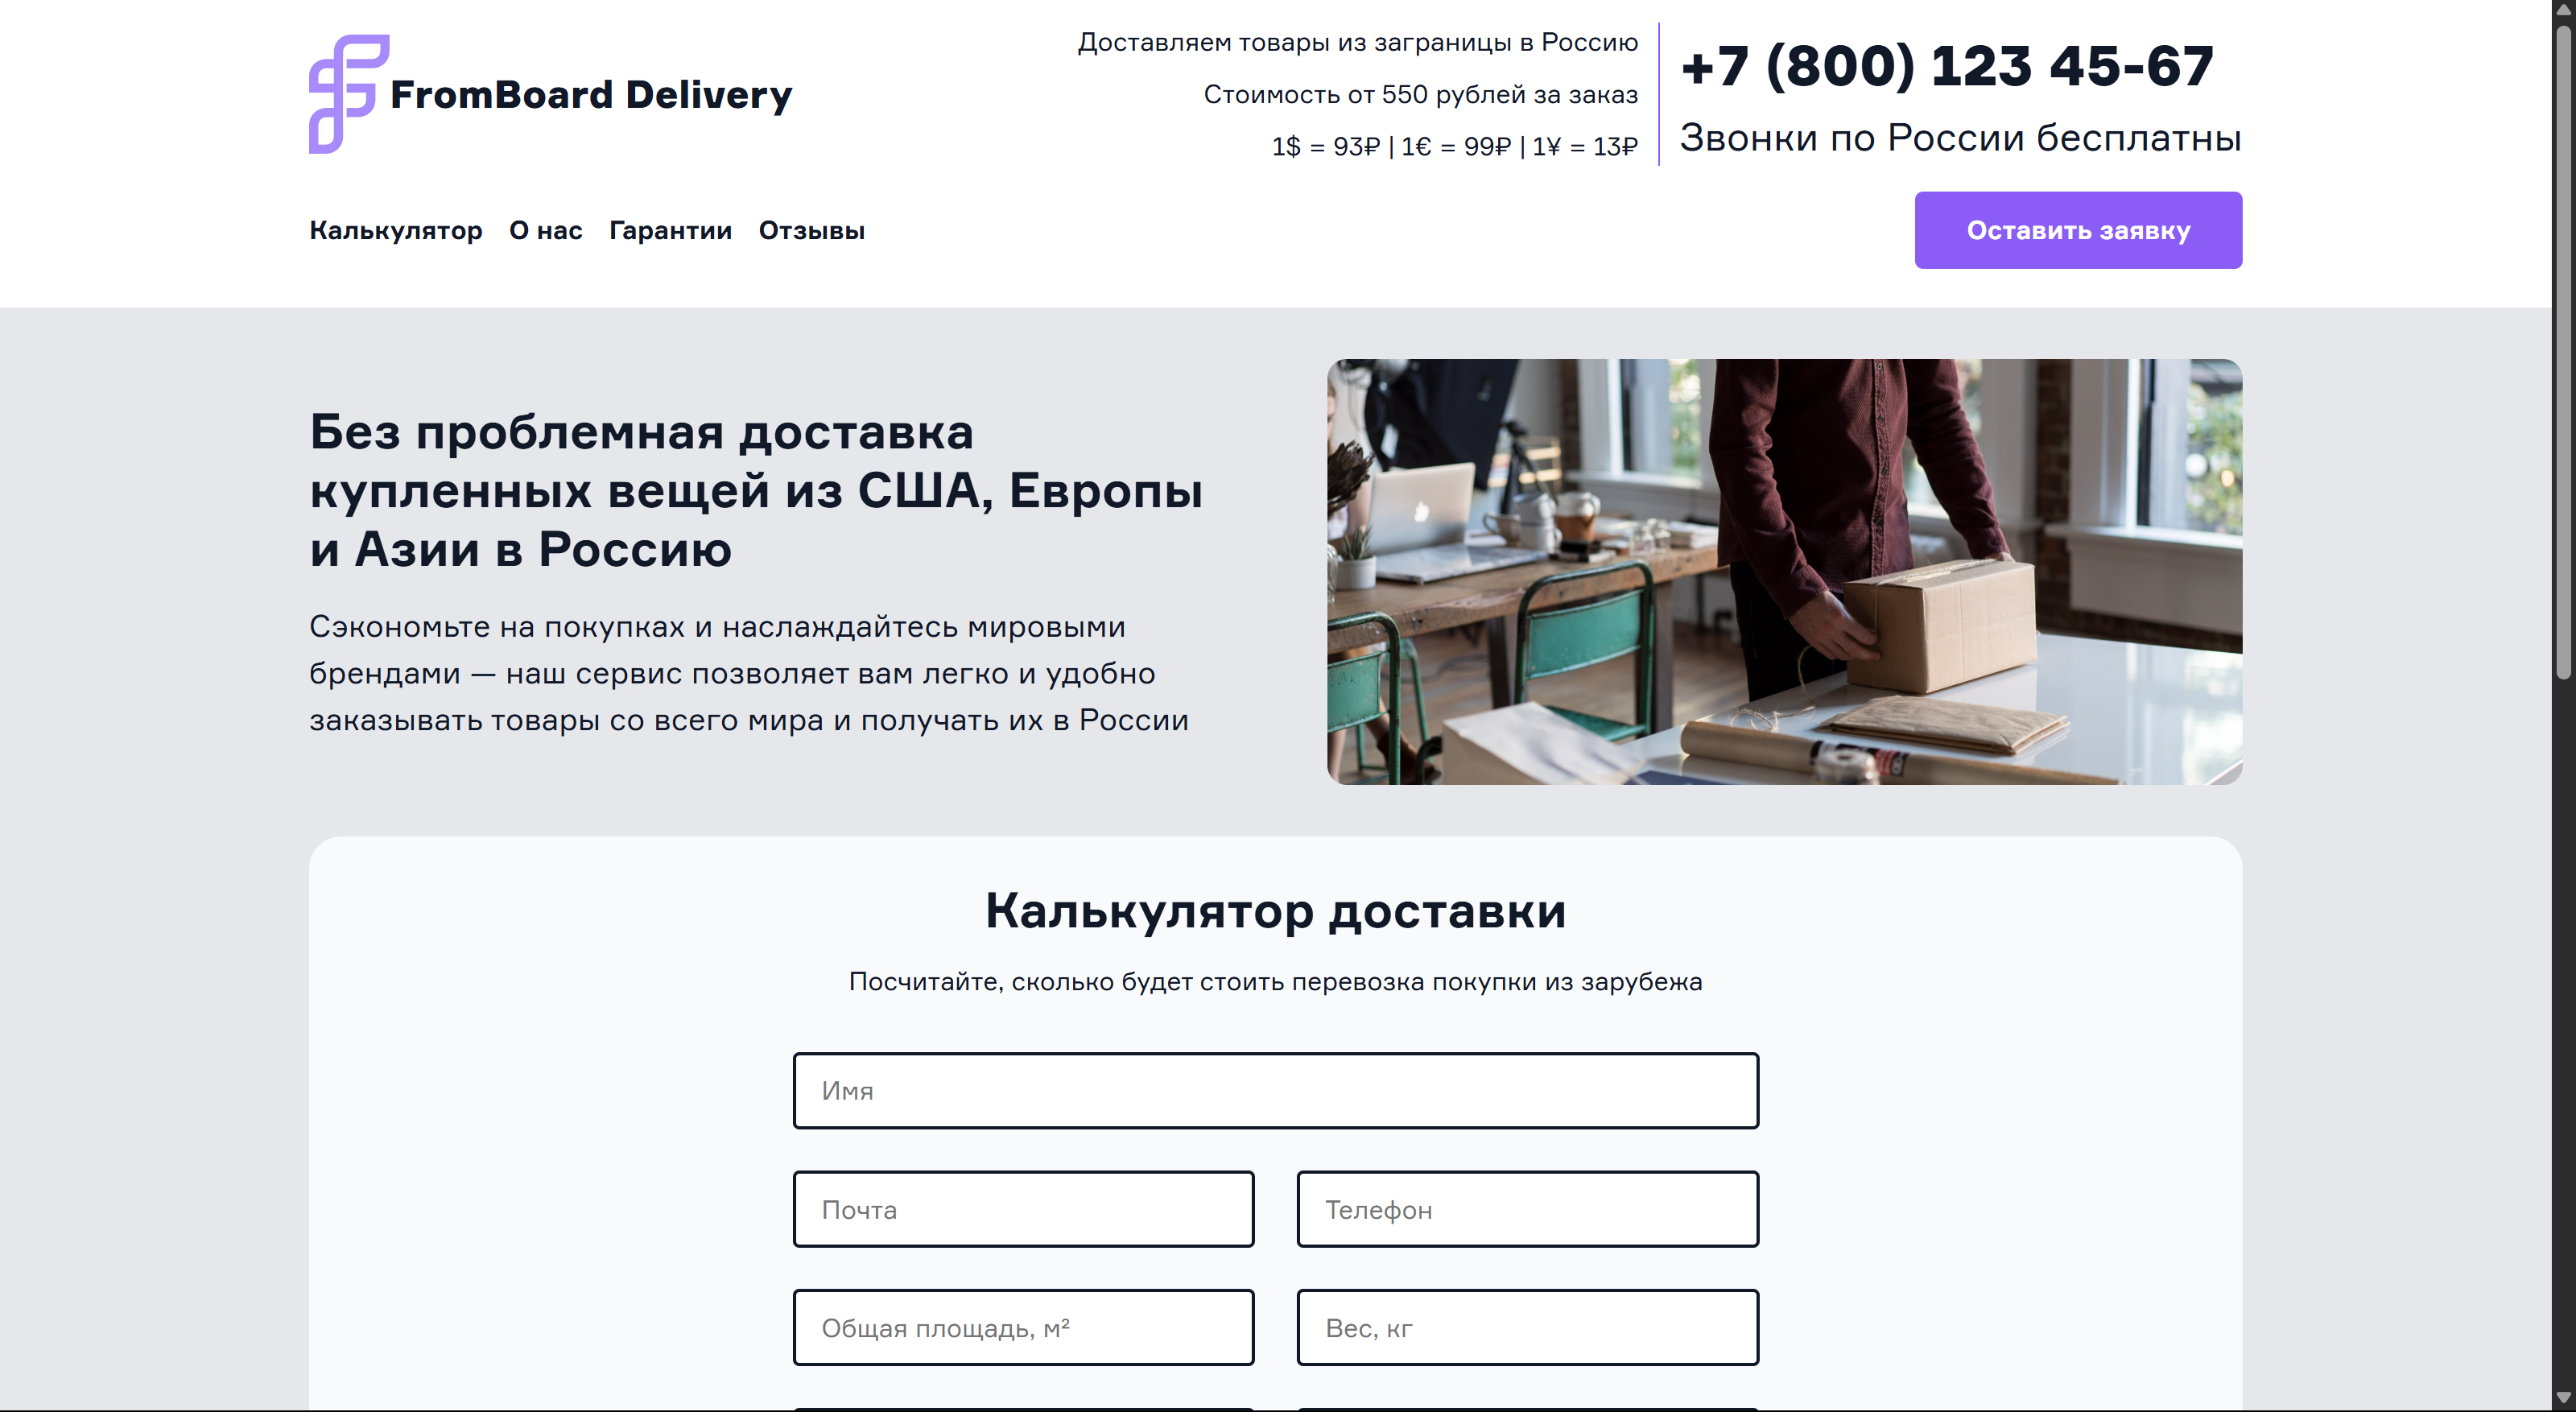 FromBoard Delivery
Доставляем товары из заграницы в Россию
Стоимость от 550 рублей за заказ
1$ = 93₽ | 1€ = 99₽ | 1¥ = 13₽
+7 (800) 123 45-67
Звонки по России бесплатны
Калькулятор О нас Гарантии Отзывы
Оставить заявку
Без проблемная доставка
купленных вещей из США, Европы
и Азии в Россию
Сэкономьте на покупках и наслаждайтесь мировыми
брендами — наш сервис позволяет вам легко и удобно
заказывать товары со всего мира и получать их в России
Калькулятор доставки
Посчитайте, сколько будет стоить перевозка покупки из зарубежа
Имя
Почта
Телефон
Общая площадь, м²
Вес, кг